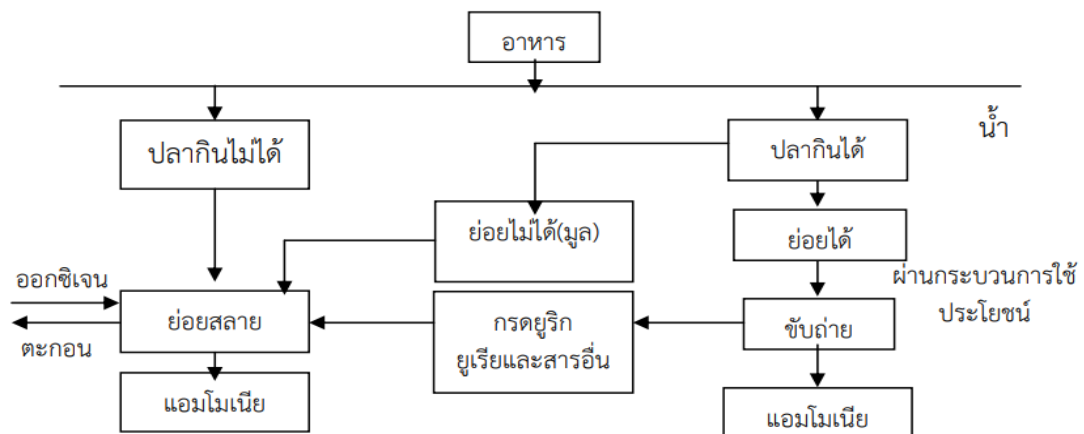 อาหาร
น้ำ
ปลากินไม่ได้
ปลากินได้
ย่อยไม่ได้(มูล)
ย่อยได้
ผ่านกระบวนการใช้
ประโยชน์
ออกซิเจน
ย่อยสลาย
ตะกอน
กรดยูริก
ยูเรียและสารอื่น
ขับถ่าย
แอมโมเนีย
แอมโมเนีย